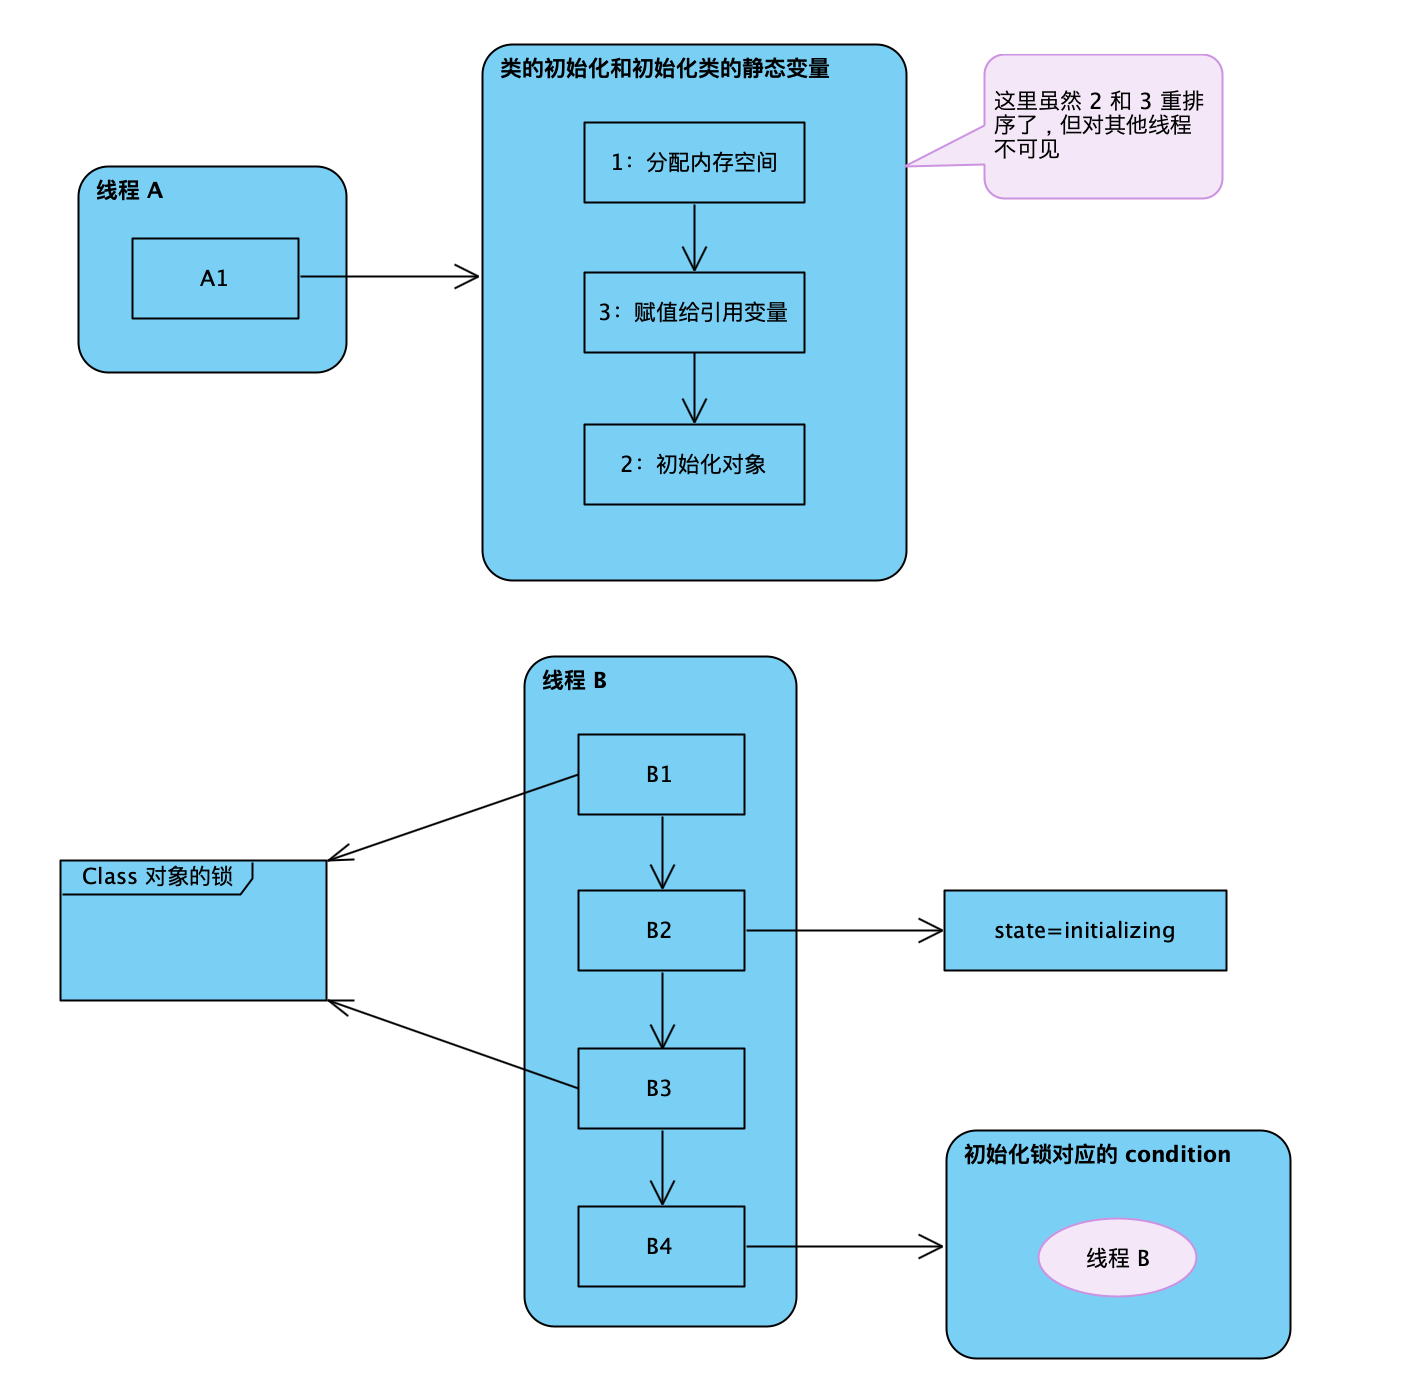 类的初始化和初始化类的静态变量
1：分配内存空间
3：赋值给引用变量
2：初始化对象
这里虽然 2 和 3 重排
序了，但对其他线程
不可见
线程 A
A1
线程 B
B1
B2
B3
B4
Class 对象的锁
state=initializing
初始化锁对应的 condition
线程 B